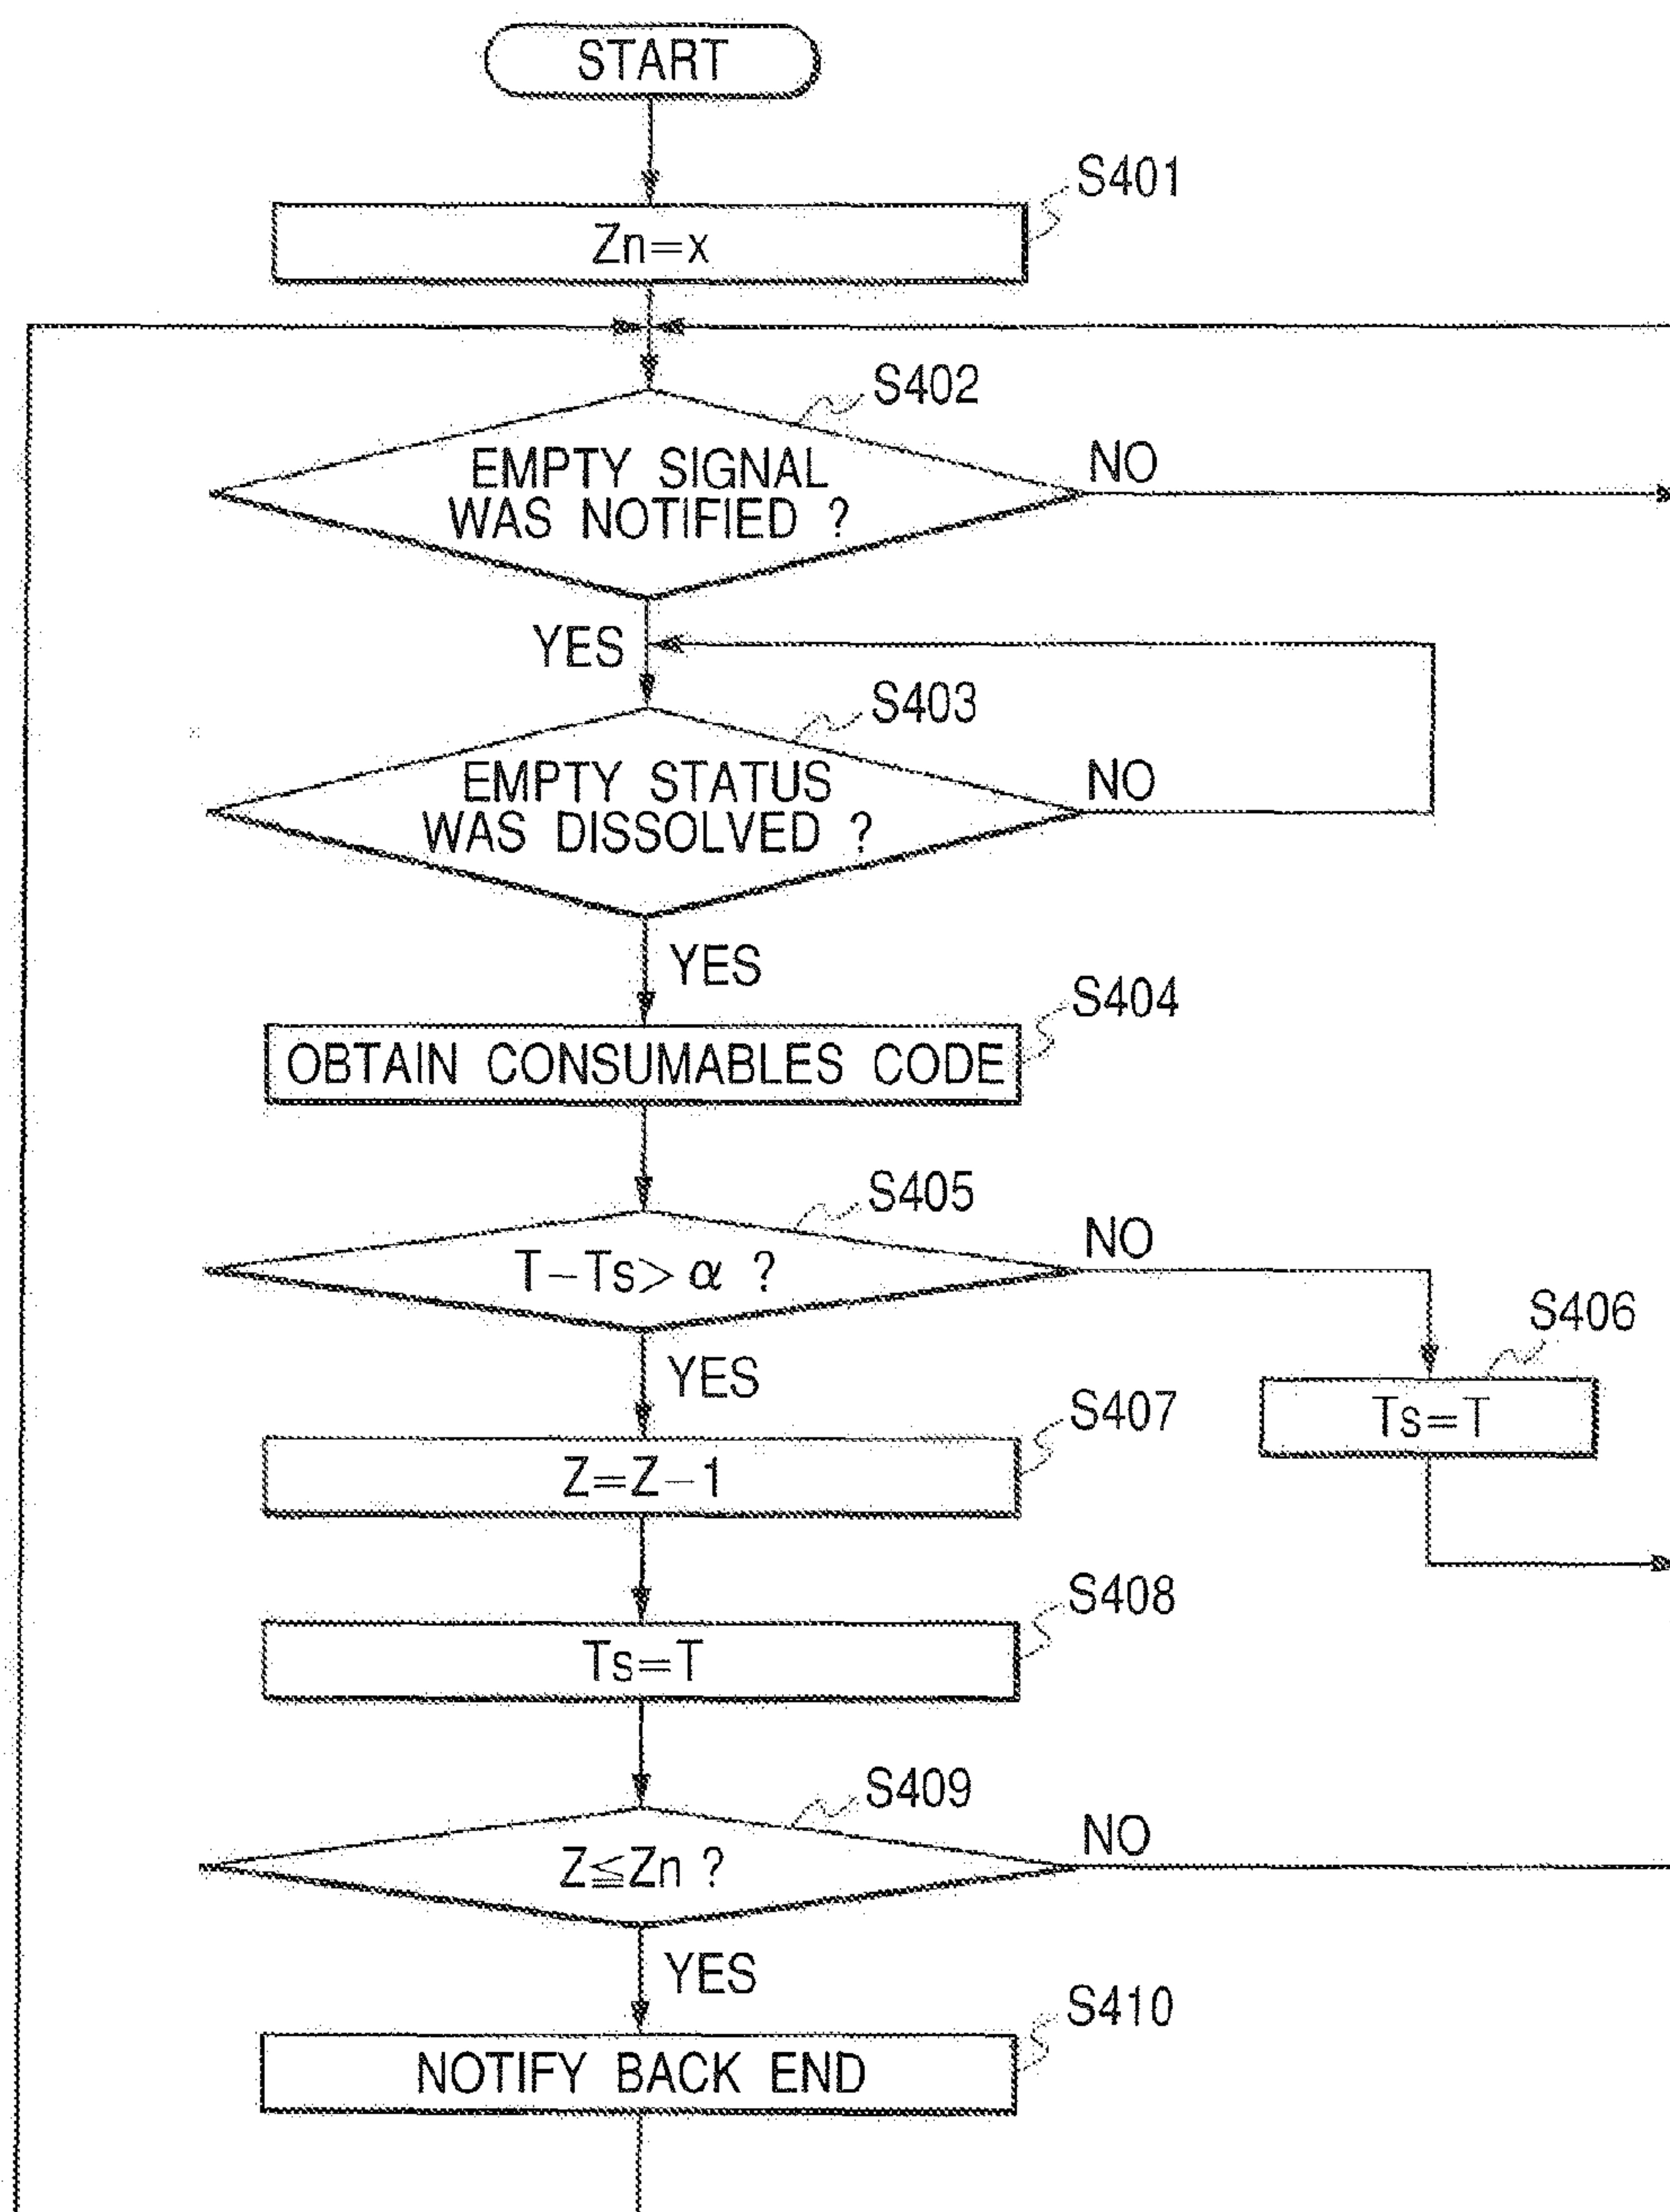 START
S401
Zn=x
S402
EMPTY SIGNAL
WAS NOTIFIED ?
NO
YES
S403
EMPTY STATUS
WAS DISSOLVED ?
NO
YES
S404
OBTAIN CONSUMABLES CODE
S405
T-Ts>α ?
NO
S406
Ts=T
YES
S407
Z=Z-1
S408
Ts=T
S409
Z≦Zn ?
NO
YES
S410
NOTIFY BACK END